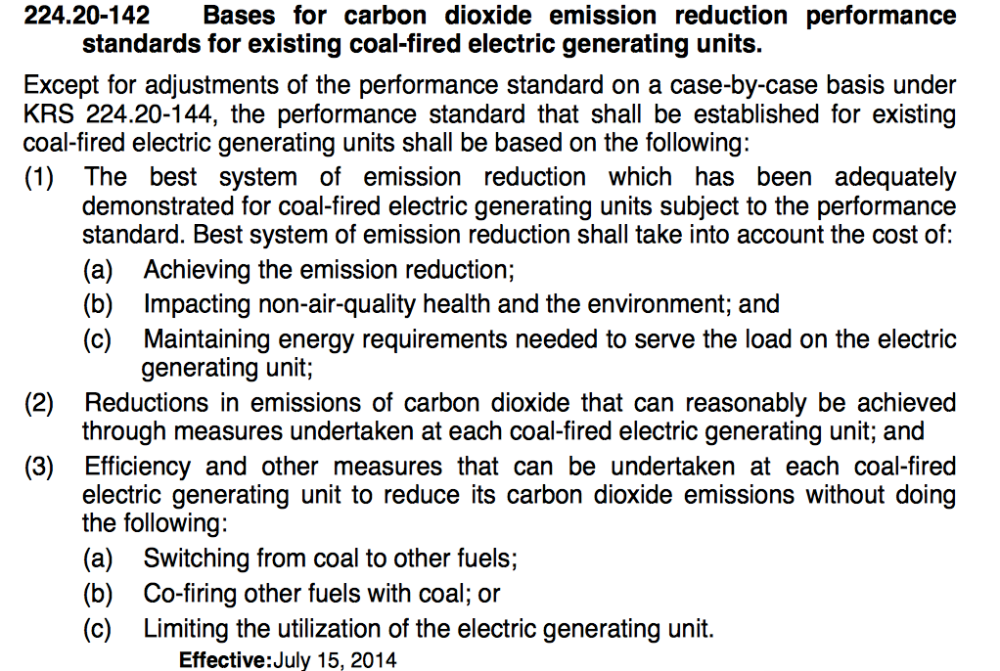 224.20-142 Bases for carbon dioxide emission reduction performance
standards for existing coal-fired electric generating units.
Except for adjustments of the performance standard on a case-by-case basis under
KRS 224.20-144, the performance standard that shall be established for existing
coal-fired electric generating units shall be based on the following:
(1) The best system of emission reduction which has been adequately
demonstrated for coal-fired electric generating units subject to the performance
standard. Best system of emission reduction shall take into account the cost of:
(a) Achieving the emission reduction;
(b) Impacting non-air-quality health and the environment; and
(c) Maintaining energy requirements needed to serve the load on the electric
generating unit;
(2) Reductions in emissions of carbon dioxide that can reasonably be achieved
through measures undertaken at each coal-fired electric generating unit; and
(3) Efficiency and other measures that can be undertaken at each coal-fired
electric generating unit to reduce its carbon dioxide emissions without doing
the following:
(a) Switching from coal to other fuels;
(b) Co-firing other fuels with coal; or
(c) Limiting the utilization of the electric generating unit.
Effective:July 15, 2014